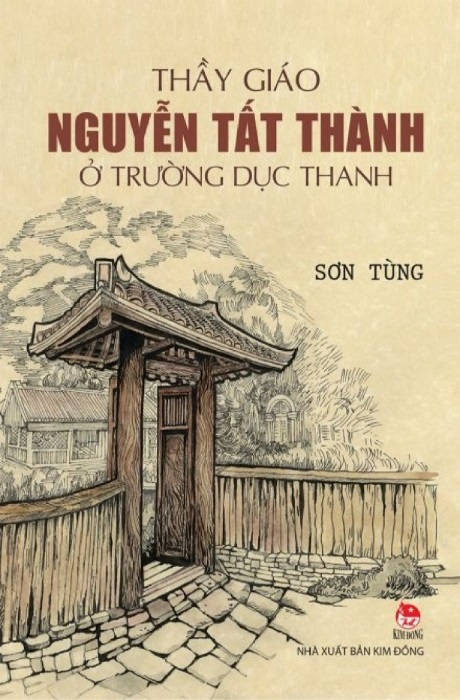 THẦY GIÁO
NGUYỄN TẤT THÀNH
Ở TRƯỜNG DỤC THANH
SƠN TÙNG
KIM ĐỒNG
NHÀ XUẤT BẢN KIM ĐỒNG